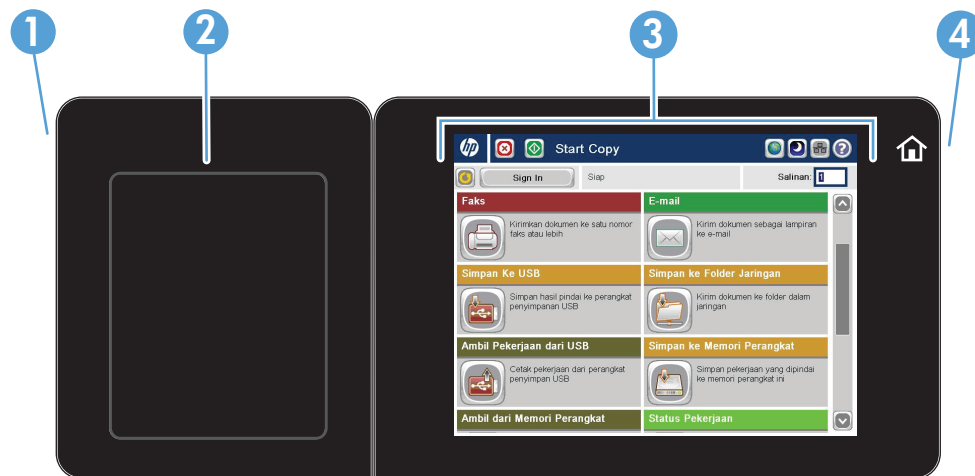 1
2
3
4
hp
Start Copy
?
Sign In
Siap
Salinan: 1
Faks
E-mail
Kirimkan dokumen ke satu nomor
faks atau lebih
Kirim dokumen sebagai lampiran
ke e-mail
Simpan Ke USB
Simpan ke Folder Jaringan
Simpan hasil pindai ke perangkat
penyimpanan USB
Kirim dokumen ke folder dalam
jaringan
Ambil Pekerjaan dari USB
Simpan ke Memori Perangkat
Cetak pekerjaan dari perangkat
penyimpan USB
Simpan pekerjaan yang dipindai
ke memori perangkat ini
Ambil dari Memori Perangkat
Status Pekerjaan